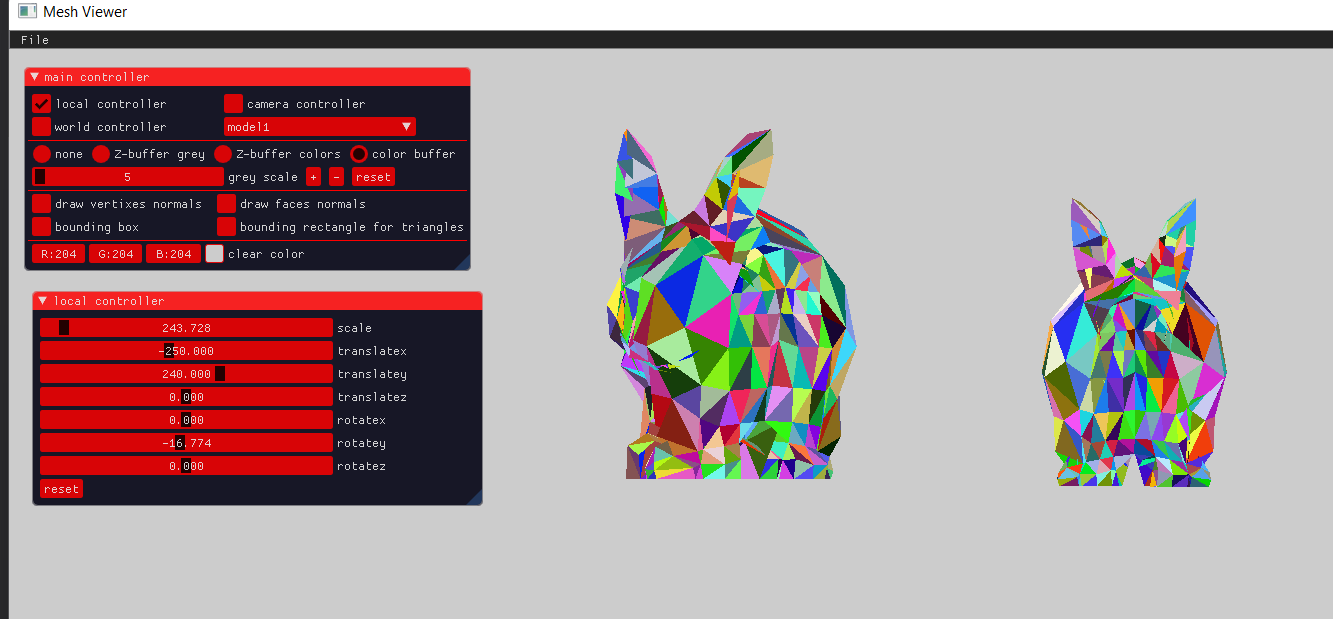 Mesh Viewer
File
main controller
local controller camera controller
world controller model1
none Z-buffer grey Z-buffer colors color buffer
5 grey scale + - reset
draw vertixes normals draw faces normals
bounding box bounding rectangle for triangles
R:204 G:204 B:204 clear color
local controller
243.728 scale
-250.000 translatex
240.000 translatey
0.000 translatez
0.000 rotatex
-16.774 rotatey
0.000 rotatez
reset